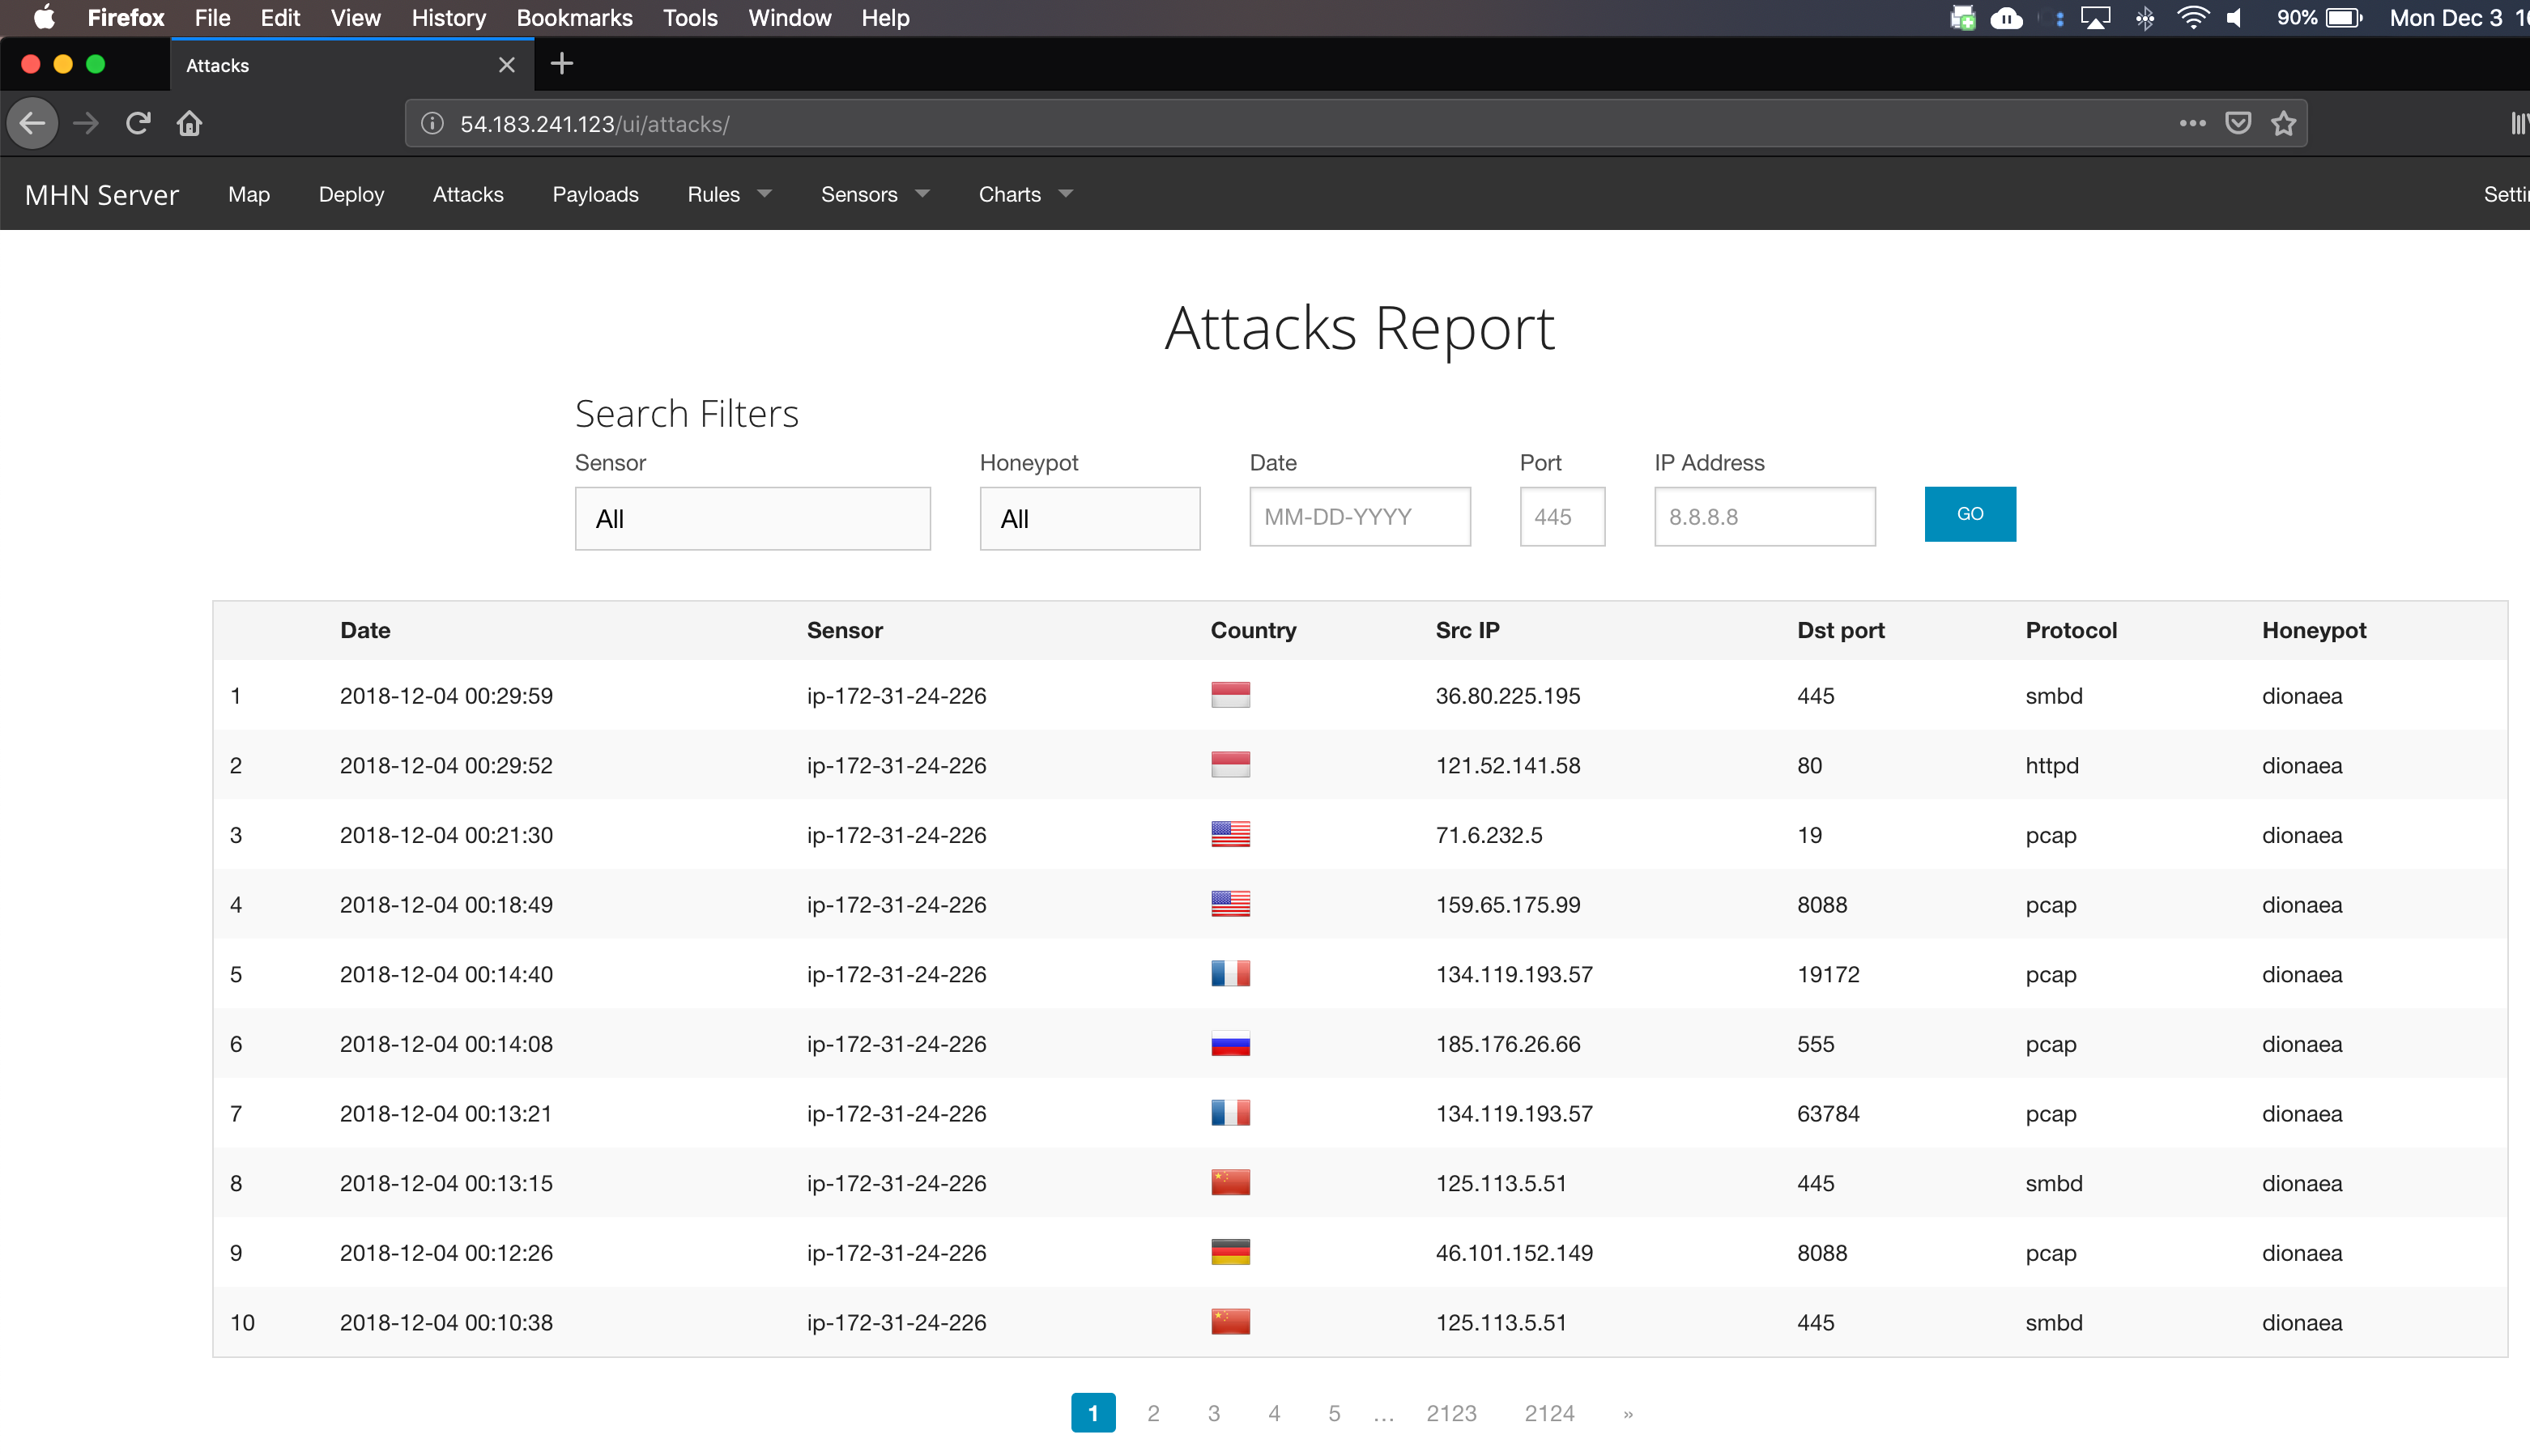 Firefox File Edit View History Bookmarks Tools Window Help 90% Mon Dec 3
Attacks
54.183.241.123/ui/attacks/
MHN Server Map Deploy Attacks Payloads Rules Sensors Charts
Attacks Report
Search Filters
Sensor Honeypot Date Port IP Address
All All MM-DD-YYYY 445 8.8.8.8 GO
Date Sensor Country Src IP Dst port Protocol Honeypot
1 2018-12-04 00:29:59 ip-172-31-24-226 36.80.225.195 445 smbd dionaea
2 2018-12-04 00:29:52 ip-172-31-24-226 121.52.141.58 80 httpd dionaea
3 2018-12-04 00:21:30 ip-172-31-24-226 71.6.232.5 19 pcap dionaea
4 2018-12-04 00:18:49 ip-172-31-24-226 159.65.175.99 8088 pcap dionaea
5 2018-12-04 00:14:40 ip-172-31-24-226 134.119.193.57 19172 pcap dionaea
6 2018-12-04 00:14:08 ip-172-31-24-226 185.176.26.66 555 pcap dionaea
7 2018-12-04 00:13:21 ip-172-31-24-226 134.119.193.57 63784 pcap dionaea
8 2018-12-04 00:13:15 ip-172-31-24-226 125.113.5.51 445 smbd dionaea
9 2018-12-04 00:12:26 ip-172-31-24-226 46.101.152.149 8088 pcap dionaea
10 2018-12-04 00:10:38 ip-172-31-24-226 125.113.5.51 445 smbd dionaea
1 2 3 4 5 … 2123 2124 »